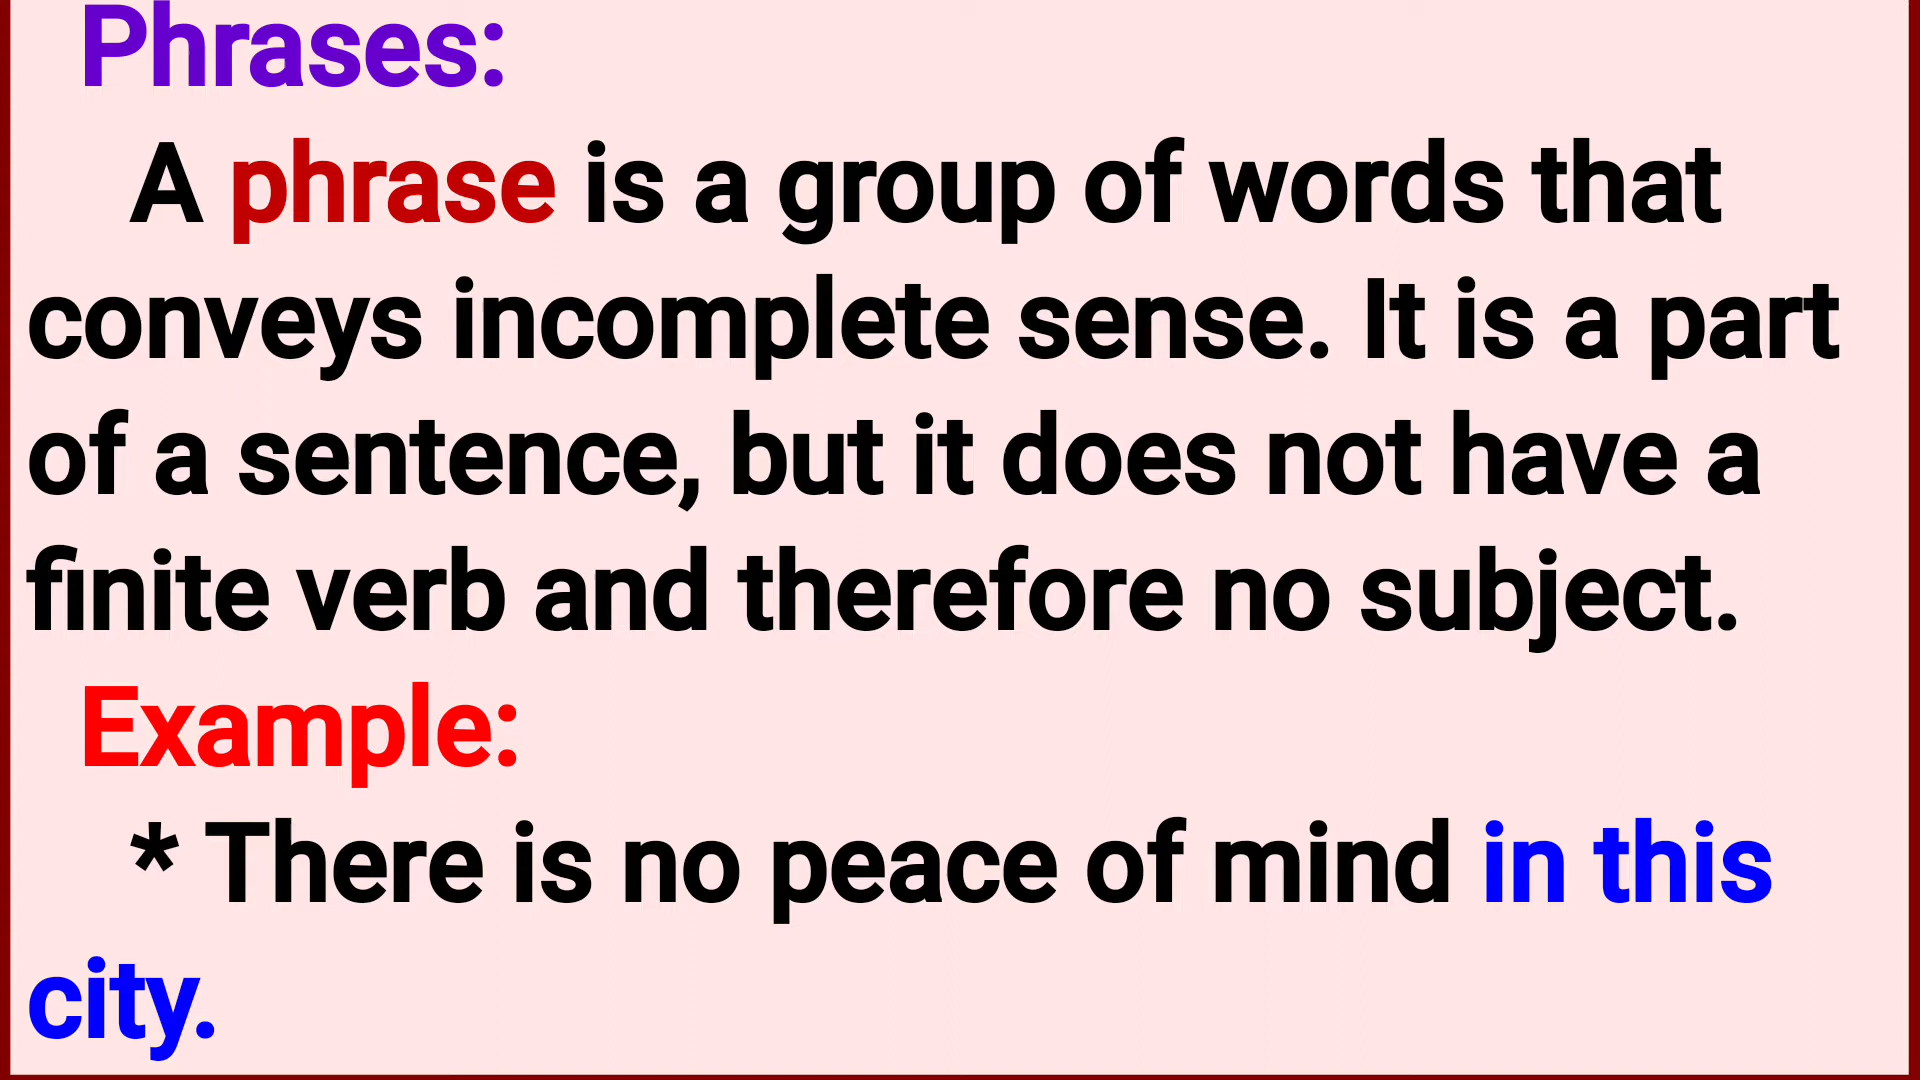 Phrases:
A phrase is a group of words that
conveys incomplete sense. It is a part
of a sentence, but it does not have a
finite verb and therefore no subject.
Example:
* There is no peace of mind in this
city.